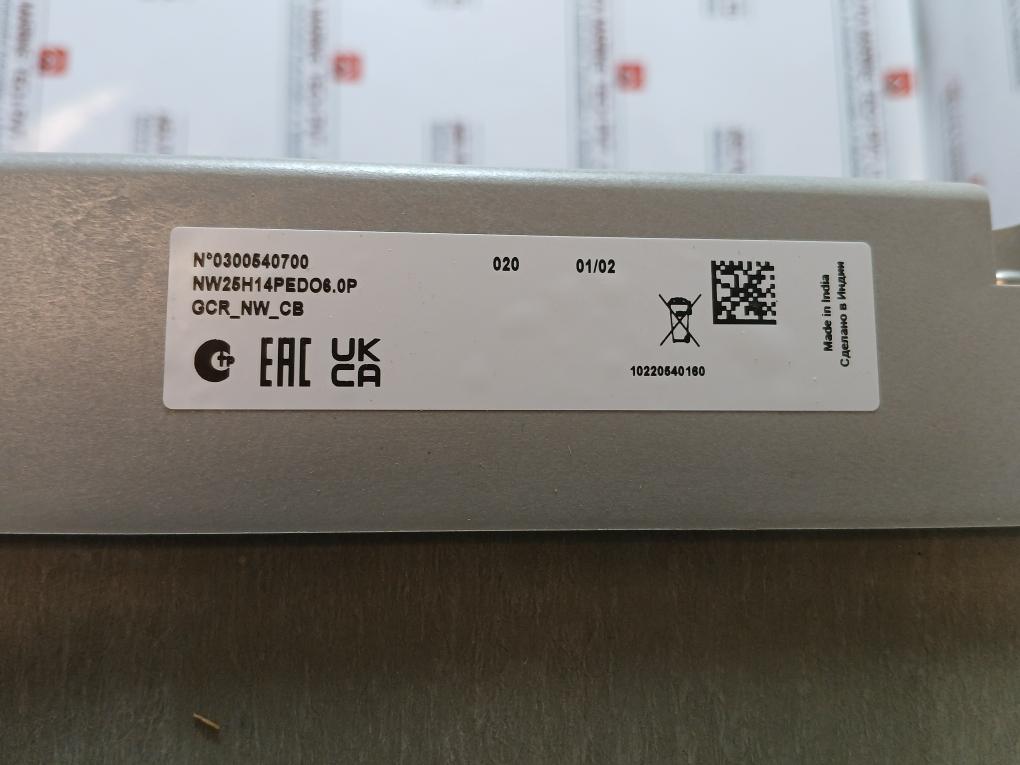 N°0300540700
020
01/02
NW25H14PEDO6.0P
GCR_NW_CB
EAC
UK
CA
10220540160
Made in India
Сделано в Индии